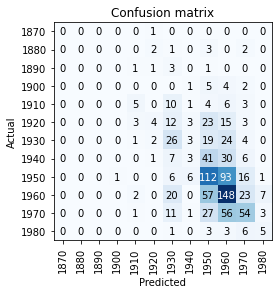 Confusion matrix
1870 0 0 0 0 0 1 0 0 0 0 0 0
1880 0 0 0 0 0 2 1 0 3 0 2 0
1890 0 0 0 0 1 1 3 0 1 0 0 0
1900 0 0 0 0 0 0 0 1 5 4 2 0
1910 0 0 0 0 5 0 10 1 4 6 3 0
1920 0 0 0 0 3 4 12 3 23 15 3 0
1930 0 0 0 0 1 2 26 3 19 24 4 0
1940 0 0 0 0 0 1 7 3 41 30 6 0
1950 0 0 0 1 0 0 6 6 112 93 16 1
1960 0 0 0 0 2 0 20 0 57 148 23 7
1970 0 0 0 0 1 0 11 1 27 56 54 3
1980 0 0 0 0 0 0 1 0 3 3 6 5
1870 1880 1890 1900 1910 1920 1930 1940 1950 1960 1970 1980
Predicted
Actual